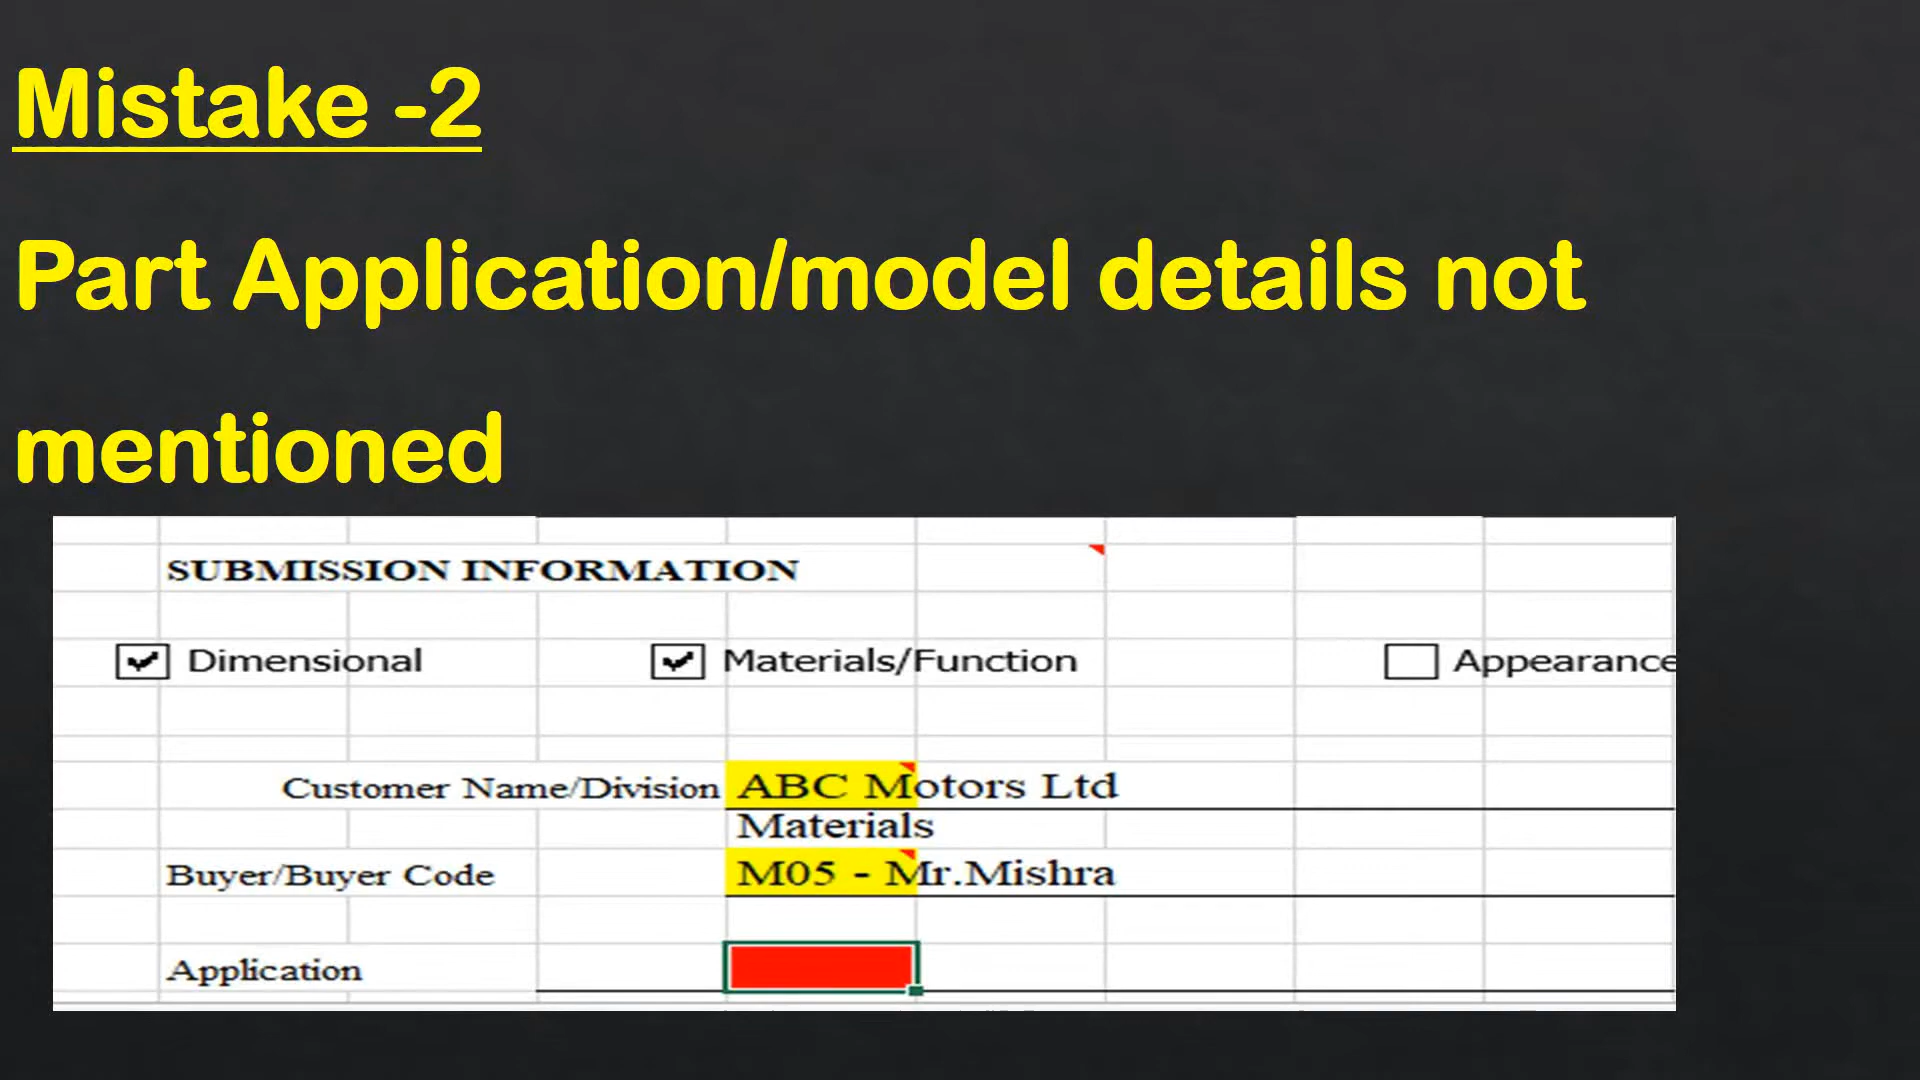 Mistake -2
Part Application/model details not
mentioned
SUBMISSION INFORMATION
Dimensional Materials/Function Appearance
Customer Name/Division ABC Motors Ltd
Materials
Buyer/Buyer Code M05 - Mr.Mishra
Application